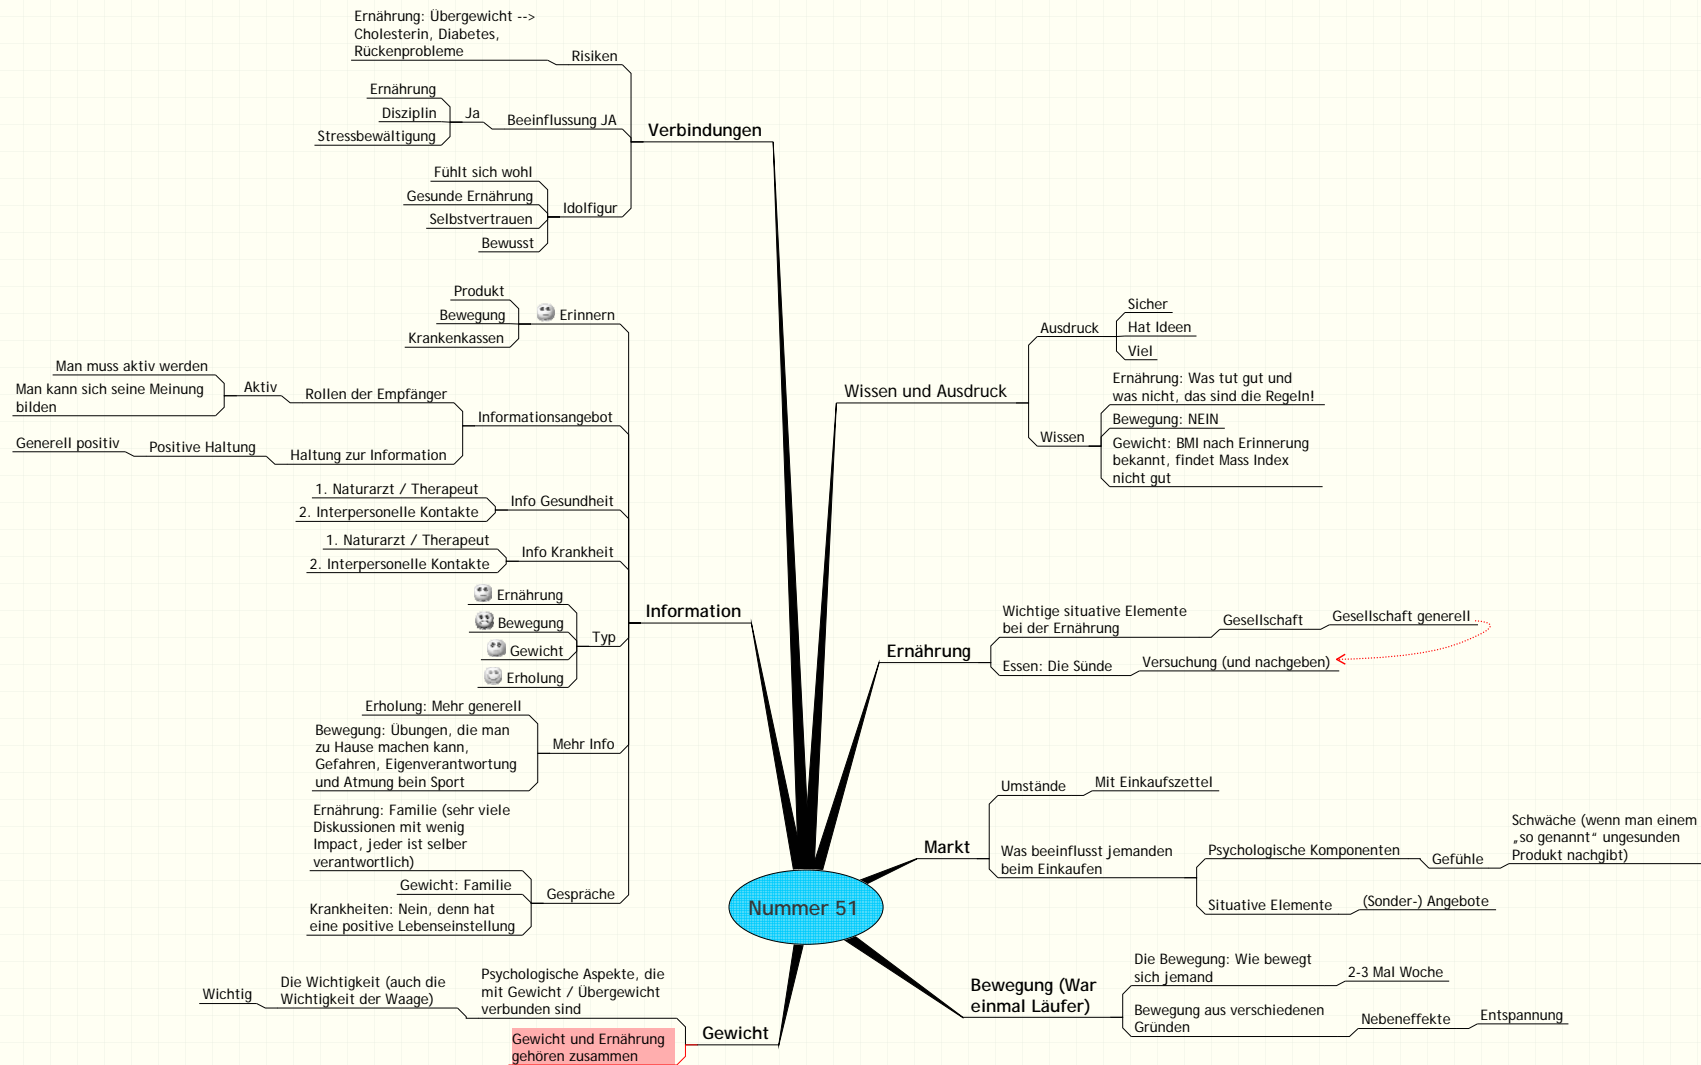 Ernährung: Übergewicht -->
Cholesterin, Diabetes,
Rückenprobleme
Risiken
Ernährung
Disziplin
Stressbewältigung
Ja
Beeinflussung JA
Verbindungen
Fühlt sich wohl
Gesunde Ernährung
Selbstvertrauen
Bewusst
Idolfigur
Produkt
Bewegung
Krankenkassen
Erinnern
Man muss aktiv werden
Man kann sich seine Meinung
bilden
Aktiv
Rollen der Empfänger
Informationsangebot
Generell positiv
Positive Haltung
Haltung zur Information
1. Naturarzt / Therapeut
2. Interpersonelle Kontakte
Info Gesundheit
1. Naturarzt / Therapeut
2. Interpersonelle Kontakte
Info Krankheit
Information
Ernährung
Bewegung
Gewicht
Erholung
Typ
Erholung: Mehr generell
Bewegung: Übungen, die man
zu Hause machen kann,
Gefahren, Eigenverantwortung
und Atmung bein Sport
Mehr Info
Ernährung: Familie (sehr viele
Diskussionen mit wenig
Impact, jeder ist selber
verantwortlich)
Gewicht: Familie
Krankheiten: Nein, denn hat
eine positive Lebenseinstellung
Gespräche
Wichtig
Die Wichtigkeit (auch die
Wichtigkeit der Waage)
Psychologische Aspekte, die
mit Gewicht / Übergewicht
verbunden sind
Gewicht und Ernährung
gehören zusammen
Gewicht
Nummer 51
Wissen und Ausdruck
Ausdruck
Sicher
Hat Ideen
Viel
Wissen
Ernährung: Was tut gut und
was nicht, das sind die Regeln!
Bewegung: NEIN
Gewicht: BMI nach Erinnerung
bekannt, findet Mass Index
nicht gut
Ernährung
Wichtige situative Elemente
bei der Ernährung
Gesellschaft
Gesellschaft generell
Essen: Die Sünde
Versuchung (und nachgeben)
Markt
Umstände
Mit Einkaufszettel
Was beeinflusst jemanden
beim Einkaufen
Psychologische Komponenten
Gefühle
Schwäche (wenn man einem
„so genannt“ ungesunden
Produkt nachgibt)
Situative Elemente
(Sonder-) Angebote
Bewegung (War
einmal Läufer)
Die Bewegung: Wie bewegt
sich jemand
2-3 Mal Woche
Bewegung aus verschiedenen
Gründen
Nebeneffekte
Entspannung